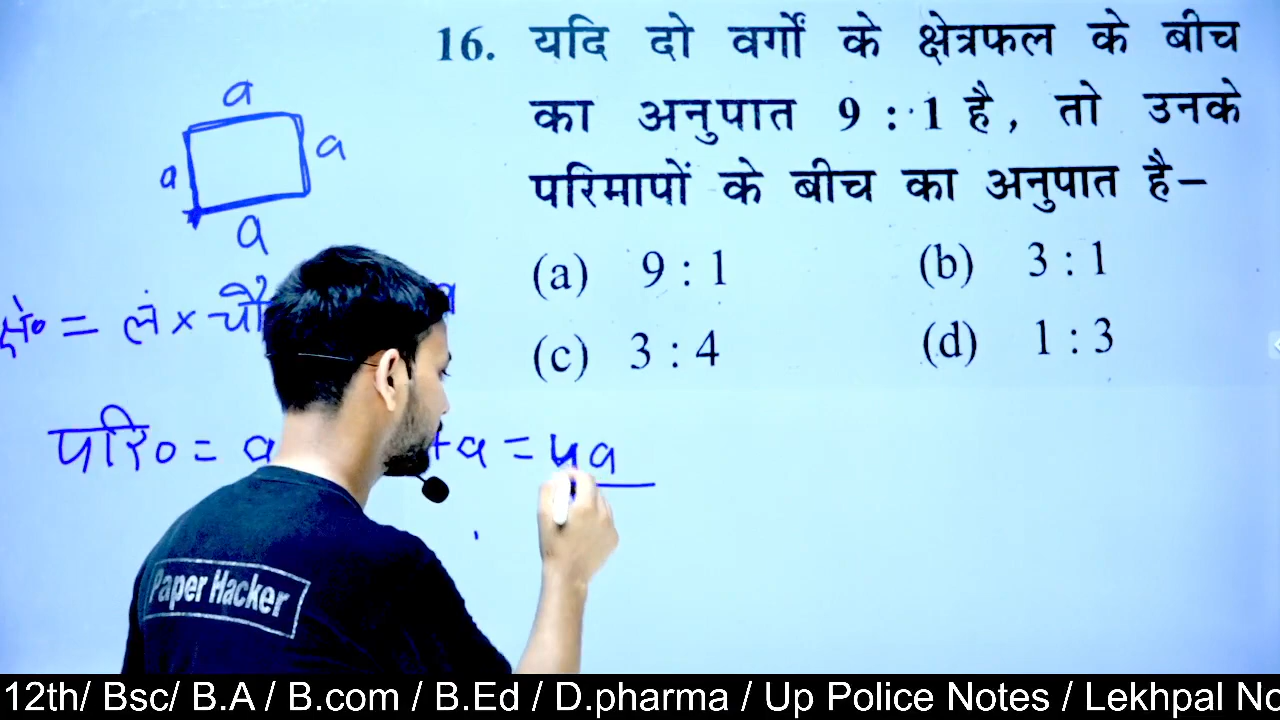 16. यदि दो वर्गों के क्षेत्रफल के बीच
का अनुपात 9 : 1 है, तो उनके
परिमापों के बीच का अनुपात है-
(a) 9 : 1 (b) 3 : 1
(c) 3 : 4 (d) 1 : 3
a
a
a
a
क्षे० = लं × चौ
परि० = a +a = 4a
Paper Hacker
12th/ Bsc/ B.A / B.com / B.Ed / D.pharma / Up Police Notes / Lekhpal No